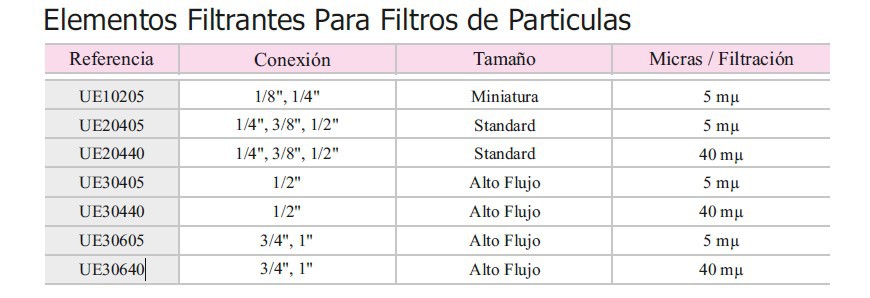 Elementos Filtrantes Para Filtros de Particulas
Referencia Conexión Tamaño Micras / Filtración
UE10205 1/8", 1/4" Miniatura 5 mµ
UE20405 1/4", 3/8", 1/2" Standard 5 mµ
UE20440 1/4", 3/8", 1/2" Standard 40 mµ
UE30405 1/2" Alto Flujo 5 mµ
UE30440 1/2" Alto Flujo 40 mµ
UE30605 3/4", 1" Alto Flujo 5 mµ
UE30640 3/4", 1" Alto Flujo 40 mµ